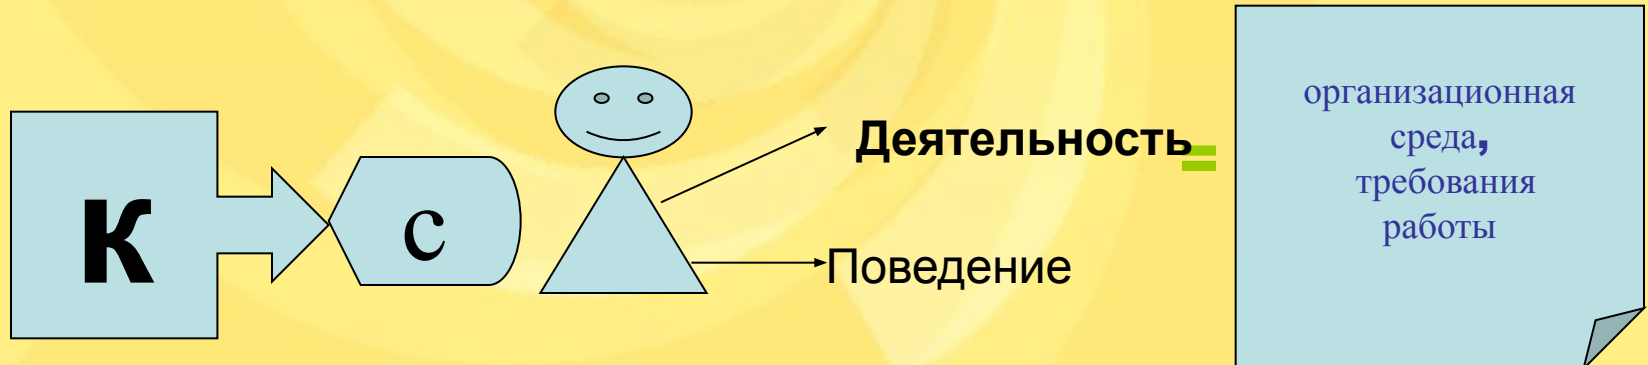 К
с
Деятельность=
Поведение
организационная
среда,
требования
работы